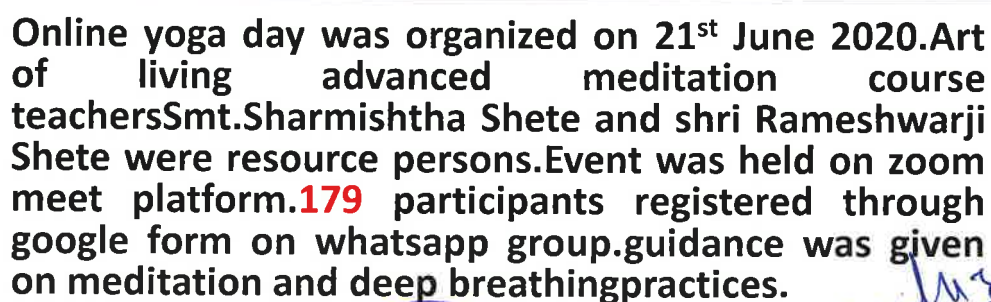 Online yoga day was organized on 21st June 2020.Art
of living advanced meditation course
teachersSmt.Sharmishtha Shete and shri Rameshwarji
Shete were resource persons.Event was held on zoom
meet platform.179 participants registered through
google form on whatsapp group.guidance was given
on meditation and deep breathingpractices.